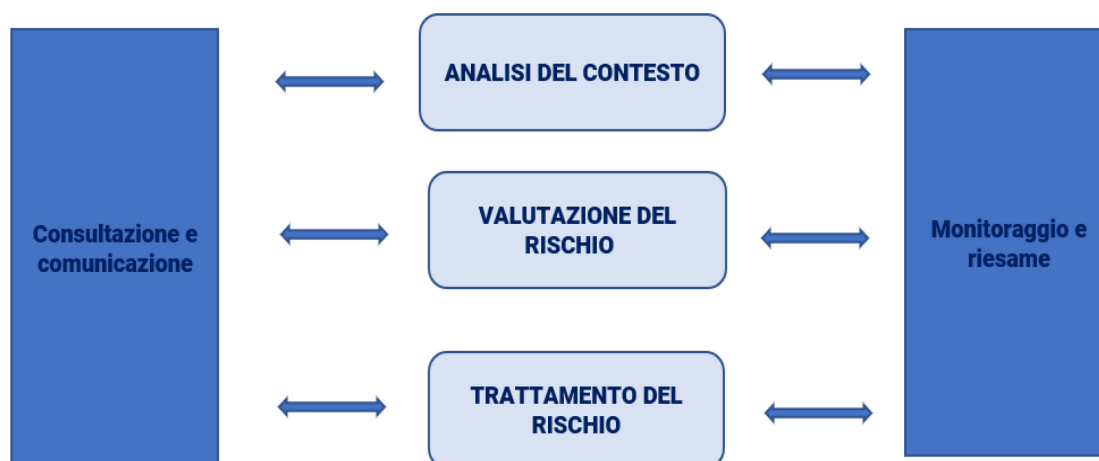 ANALISI DEL CONTESTO
Consultazione e
comunicazione
VALUTAZIONE DEL
RISCHIO
Monitoraggio e
riesame
TRATTAMENTO DEL
RISCHIO